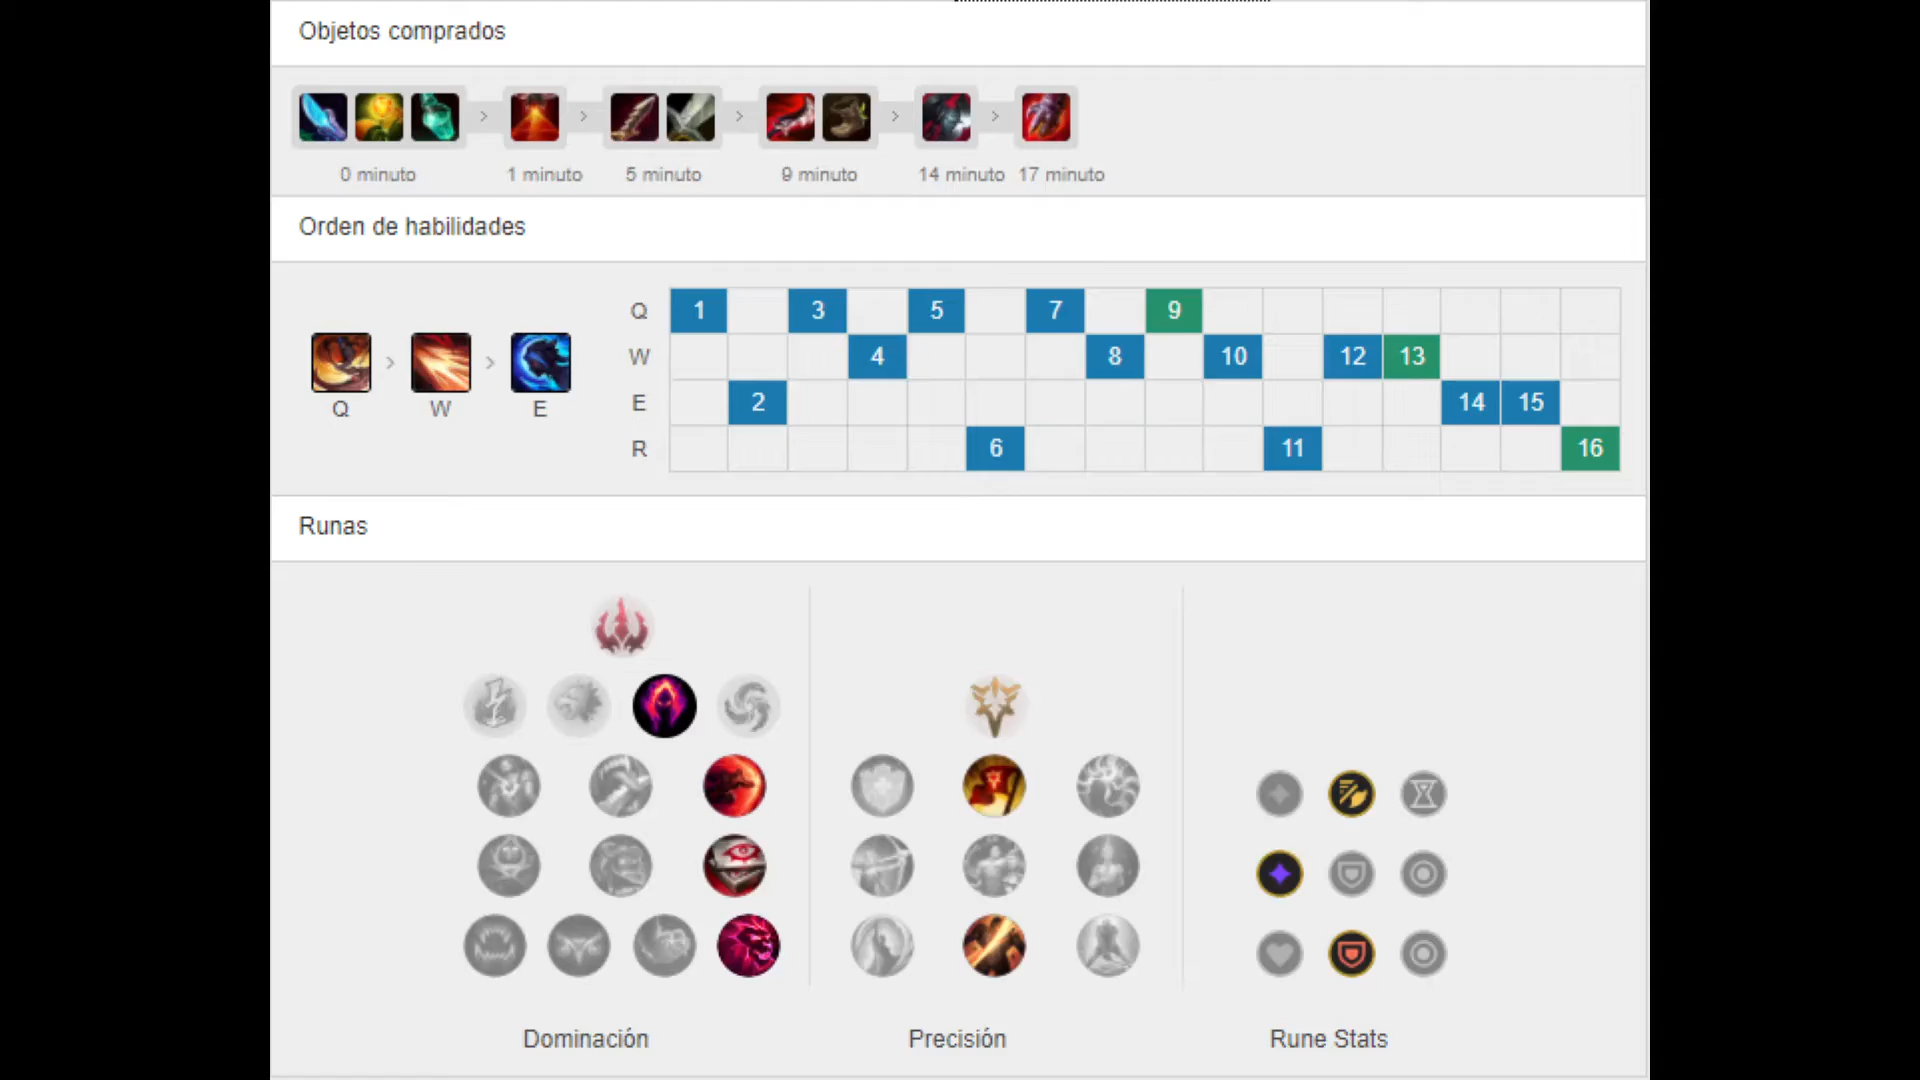 Objetos comprados
0 minuto 1 minuto 5 minuto 9 minuto 14 minuto 17 minuto
Orden de habilidades
Q 1 3 5 7 9
W 4 8 10 12 13
E 2 14 15
R 6 11 16
Q W E
Runas
Dominación Precisión Rune Stats